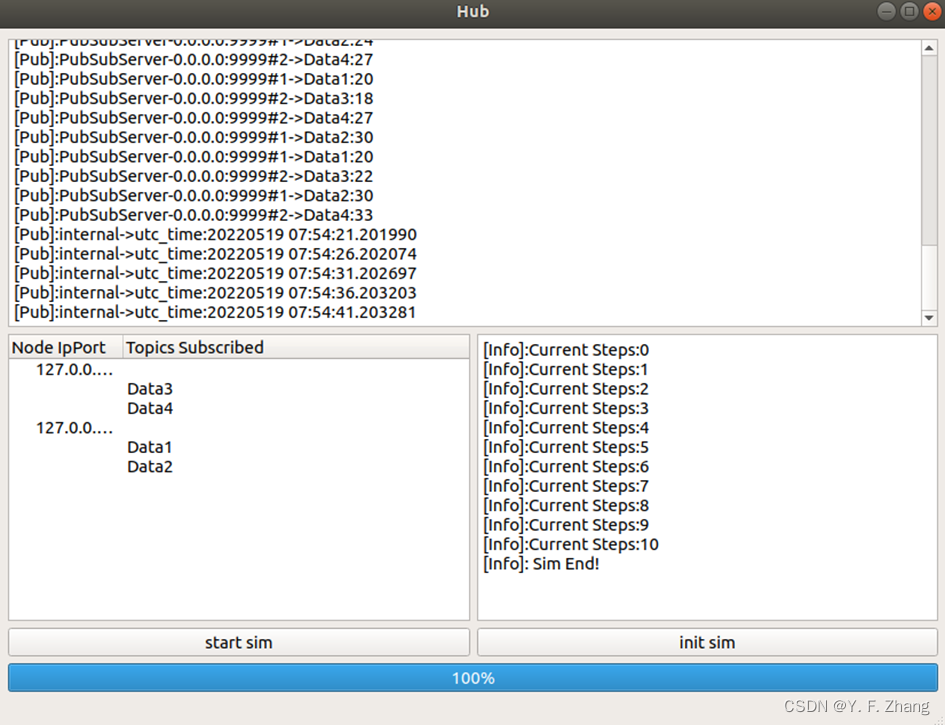 Hub
[Pub]:PubSubServer-0.0.0.0:9999#1->Data2:24
[Pub]:PubSubServer-0.0.0.0:9999#2->Data4:27
[Pub]:PubSubServer-0.0.0.0:9999#1->Data1:20
[Pub]:PubSubServer-0.0.0.0:9999#2->Data3:18
[Pub]:PubSubServer-0.0.0.0:9999#2->Data4:27
[Pub]:PubSubServer-0.0.0.0:9999#1->Data2:30
[Pub]:PubSubServer-0.0.0.0:9999#1->Data1:20
[Pub]:PubSubServer-0.0.0.0:9999#2->Data3:22
[Pub]:PubSubServer-0.0.0.0:9999#1->Data2:30
[Pub]:PubSubServer-0.0.0.0:9999#2->Data4:33
[Pub]:internal->utc_time:20220519 07:54:21.201990
[Pub]:internal->utc_time:20220519 07:54:26.202074
[Pub]:internal->utc_time:20220519 07:54:31.202697
[Pub]:internal->utc_time:20220519 07:54:36.203203
[Pub]:internal->utc_time:20220519 07:54:41.203281
Node IpPort Topics Subscribed
127.0.0....
Data3
Data4
127.0.0....
Data1
Data2
[Info]:Current Steps:0
[Info]:Current Steps:1
[Info]:Current Steps:2
[Info]:Current Steps:3
[Info]:Current Steps:4
[Info]:Current Steps:5
[Info]:Current Steps:6
[Info]:Current Steps:7
[Info]:Current Steps:8
[Info]:Current Steps:9
[Info]:Current Steps:10
[Info]: Sim End!
start sim
init sim
100%
CSDN @Y. F. Zhang